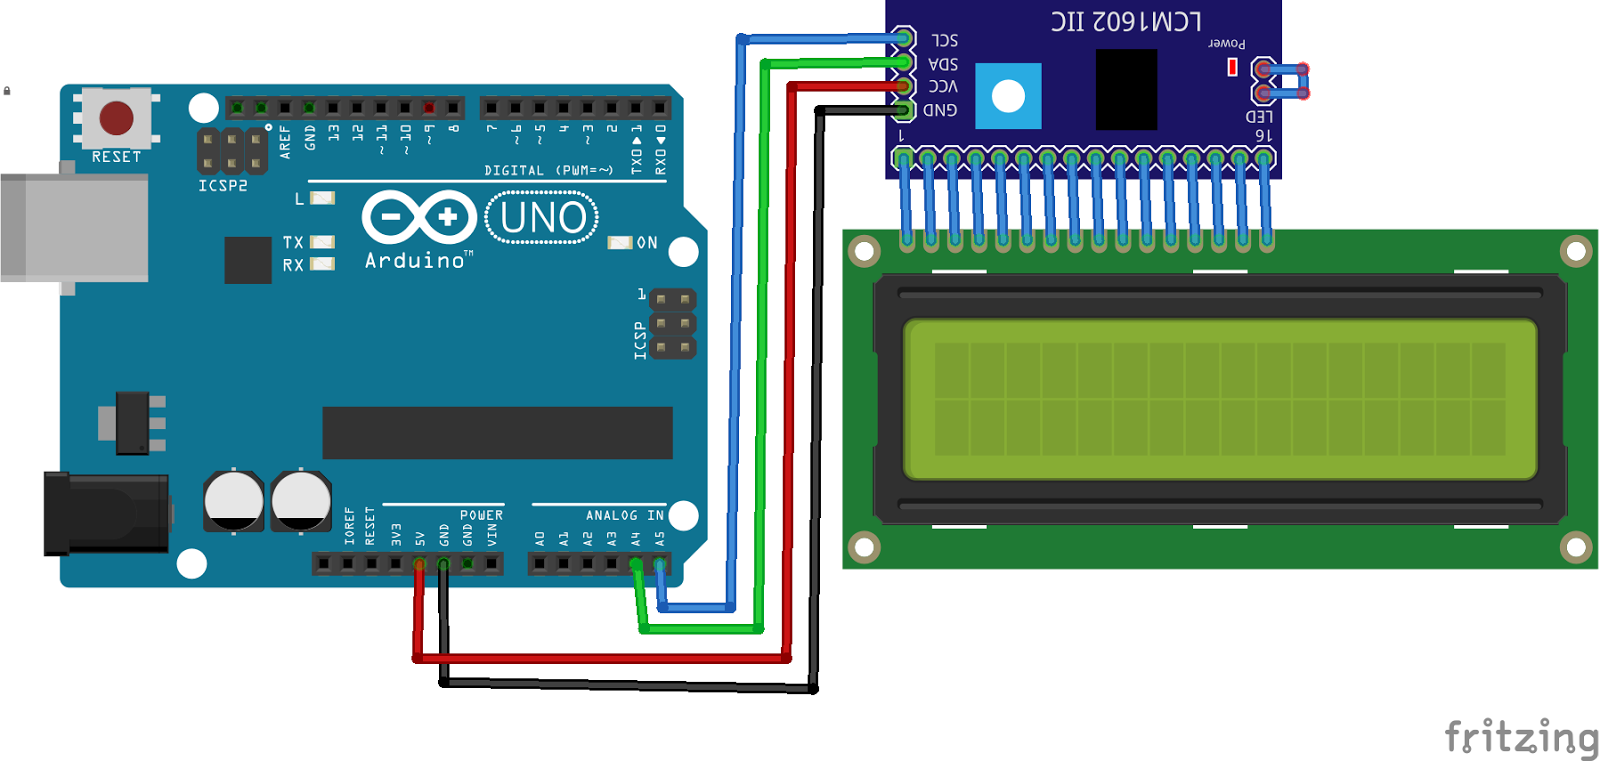 LCM1602 IIC
Power
SCL
SDA
VCC
GND
LED
1
16
RESET
ICSP2
AREF
GND
13
12
~11
~10
~9
8
7
~6
~5
4
~3
2
TX0▶1
RX0◀0
DIGITAL (PWM=~)
L
TX
RX
UNO
Arduino™
ON
1
ICSP
POWER
ANALOG IN
IOREF
RESET
3V3
5V
GND
GND
VIN
A0
A1
A2
A3
A4
A5
fritzing